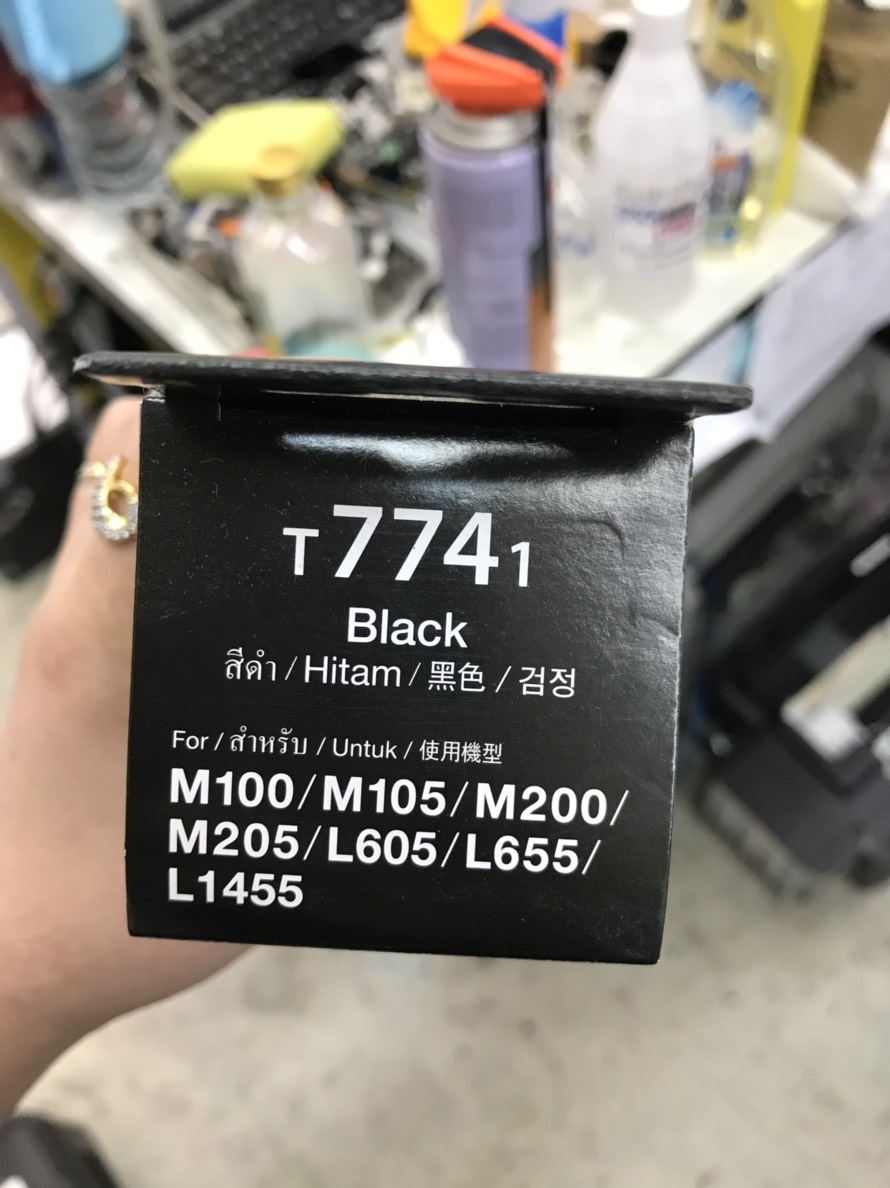 T7741
Black
สีดำ / Hitam / 黑色 / 검정
For / สำหรับ / Untuk / 使用機型
M100/M105/M200/
M205/L605/L655/
L1455